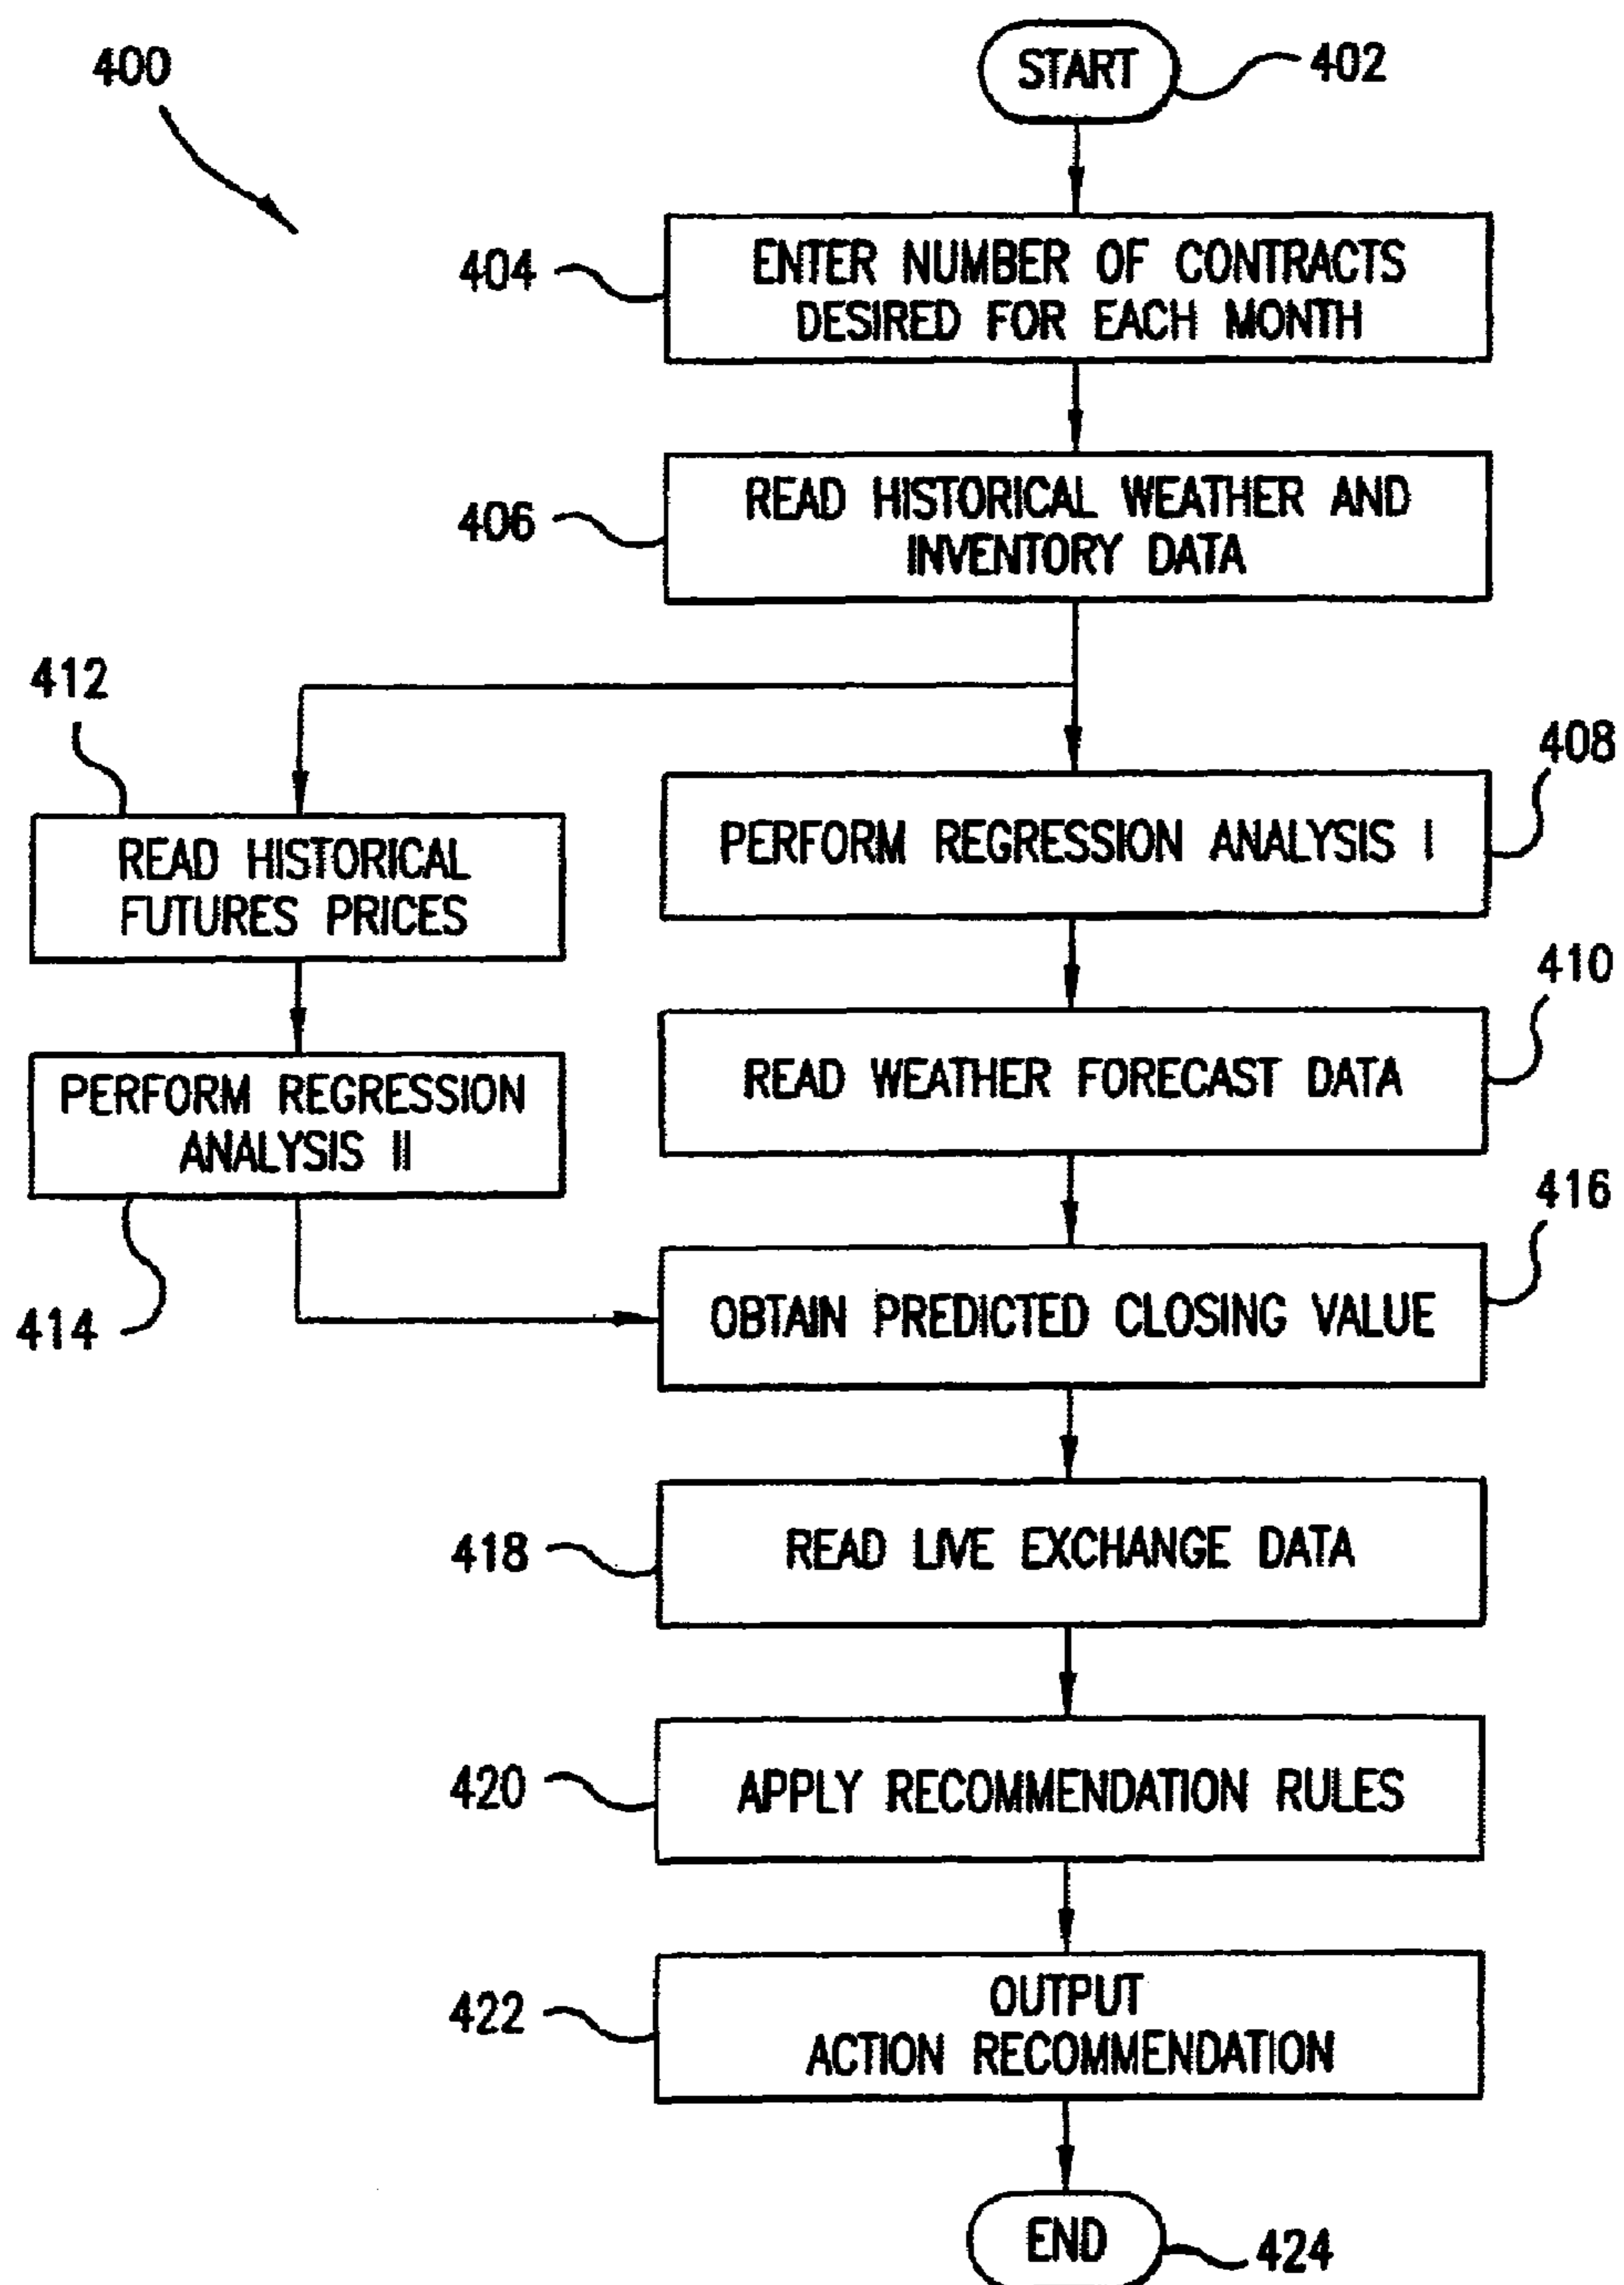 400
START
402
404
ENTER NUMBER OF CONTRACTS
DESIRED FOR EACH MONTH
406
READ HISTORICAL WEATHER AND
INVENTORY DATA
412
READ HISTORICAL
FUTURES PRICES
408
PERFORM REGRESSION ANALYSIS I
410
READ WEATHER FORECAST DATA
PERFORM REGRESSION
ANALYSIS II
414
416
OBTAIN PREDICTED CLOSING VALUE
418
READ LIVE EXCHANGE DATA
420
APPLY RECOMMENDATION RULES
422
OUTPUT
ACTION RECOMMENDATION
END
424